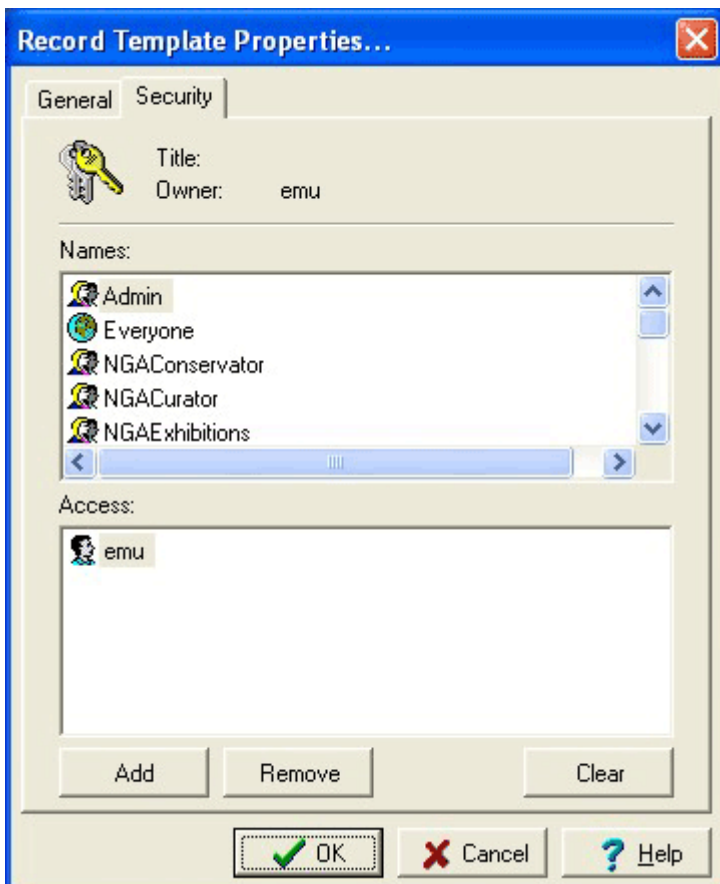 Record Template Properties...
General Security
Title:
Owner: emu
Names:
Admin
Everyone
NGAConservator
NGACurator
NGAExhibitions
Access:
emu
Add Remove Clear
OK Cancel Help